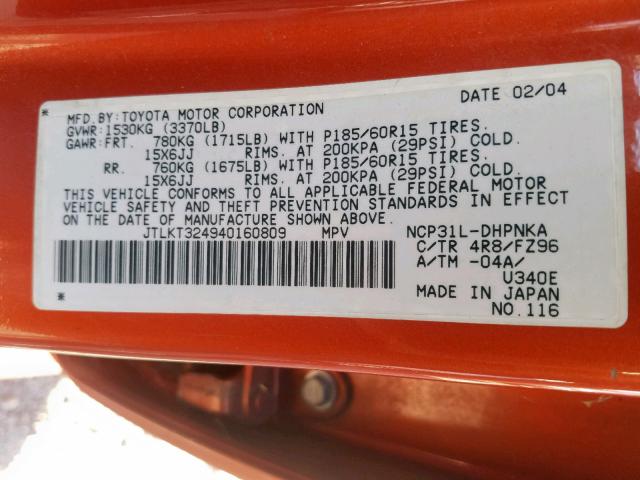 MFD.BY:TOYOTA MOTOR CORPORATION DATE 02/04
GVWR:1530KG (3370LB)
GAWR:FRT. 780KG (1715LB) WITH P185/60R15 TIRES.
15X6JJ RIMS. AT 200KPA (29PSI) COLD.
RR. 760KG (1675LB) WITH P185/60R15 TIRES.
15X6JJ RIMS. AT 200KPA (29PSI) COLD.
THIS VEHICLE CONFORMS TO ALL APPLICABLE FEDERAL MOTOR
VEHICLE SAFETY AND THEFT PREVENTION STANDARDS IN EFFECT
ON THE DATE OF MANUFACTURE SHOWN ABOVE.
JTLKT324940160809 MPV NCP31L-DHPNKA
C/TR 4R8/FZ96
A/TM -04A/
U340E
MADE IN JAPAN
NO.116